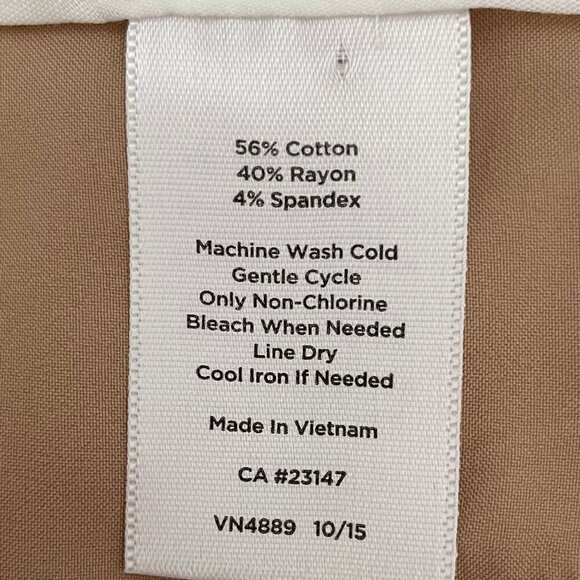 56% Cotton
40% Rayon
4% Spandex
Machine Wash Cold
Gentle Cycle
Only Non-Chlorine
Bleach When Needed
Line Dry
Cool Iron If Needed
Made In Vietnam
CA #23147
VN4889 10/15